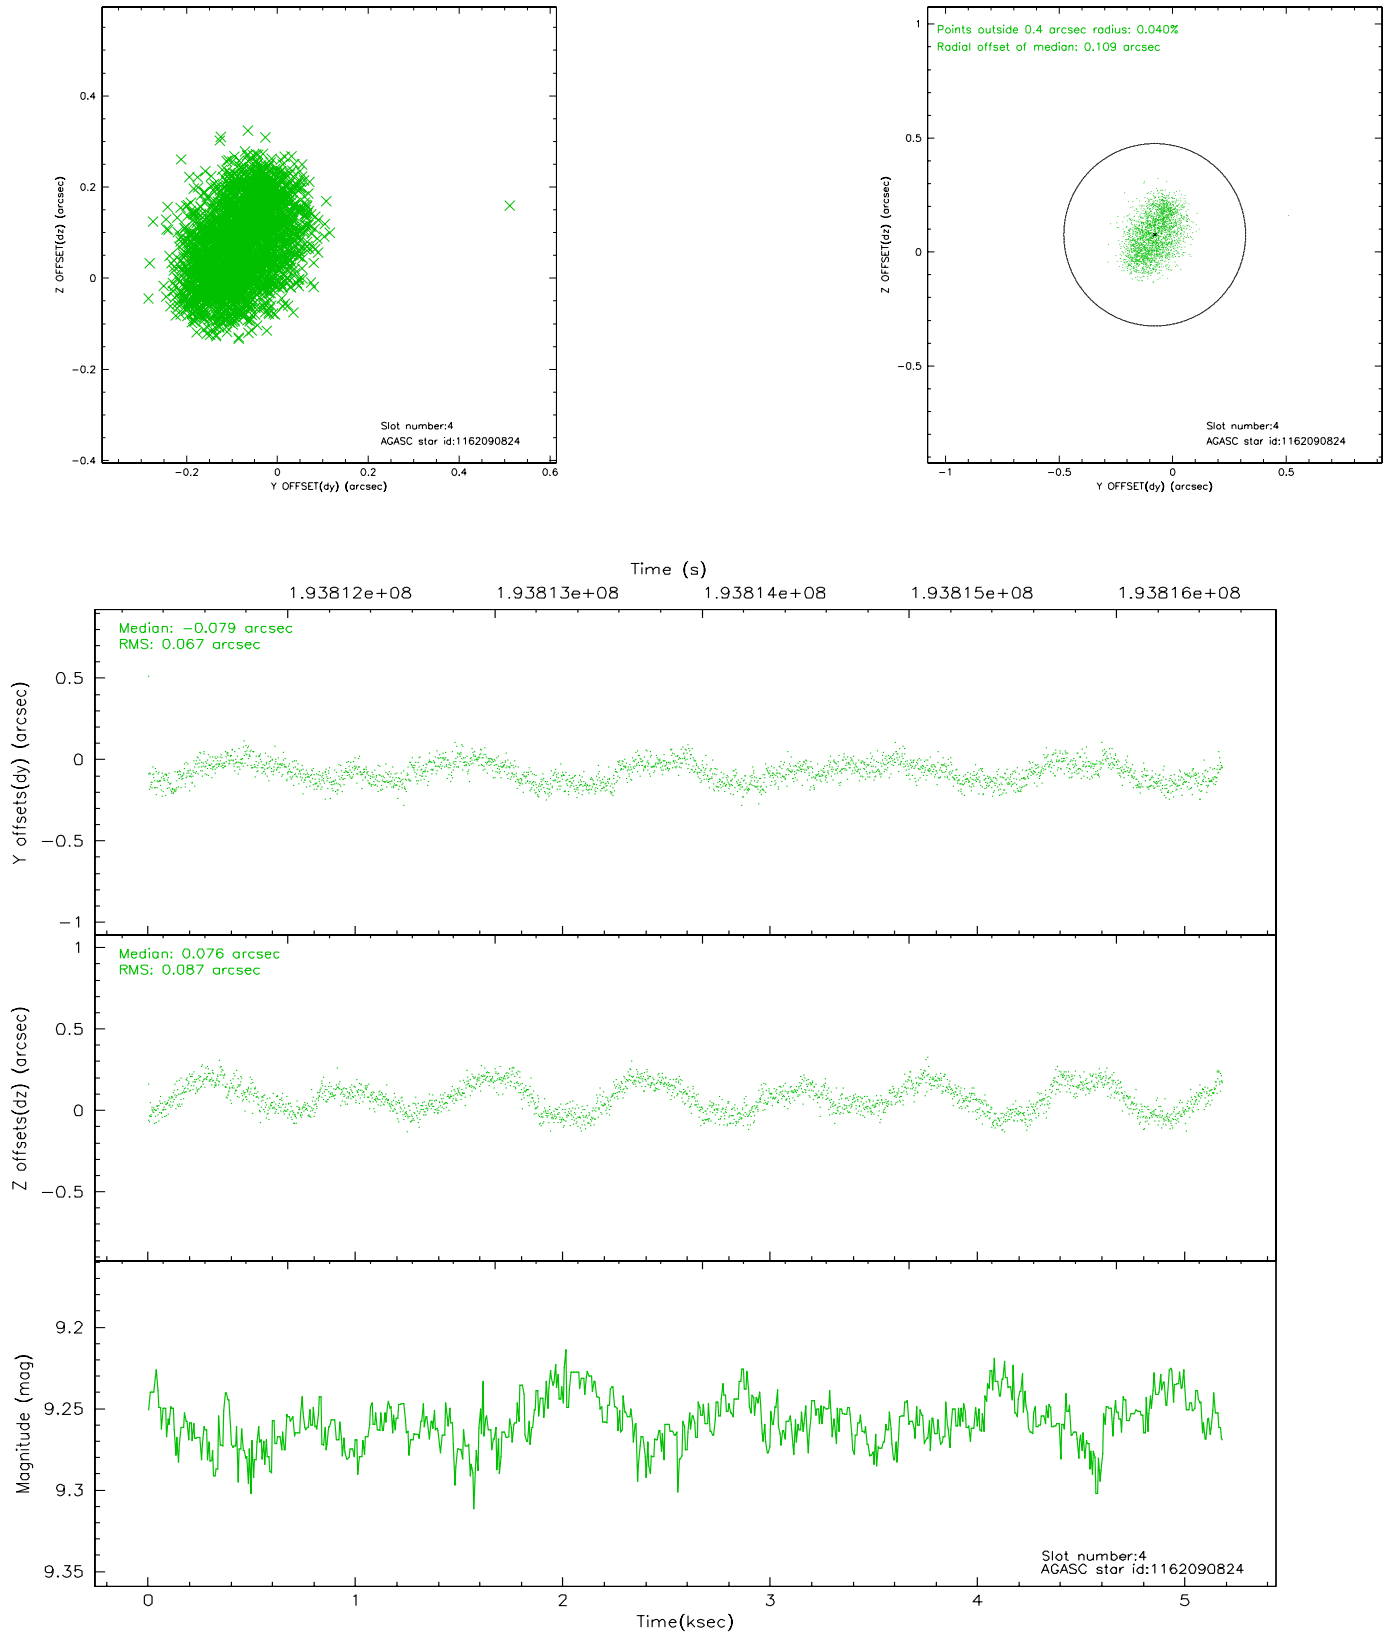 0.4
0.2
0
−0.2
−0.4
Z OFFSET(dz) (arcsec)
−0.2 0 0.2 0.4 0.6
Y OFFSET(dy) (arcsec)
Slot number:4
AGASC star id:1162090824
Points outside 0.4 arcsec radius: 0.040%
Radial offset of median: 0.109 arcsec
1
0.5
0
−0.5
Z OFFSET(dz) (arcsec)
−1 −0.5 0 0.5
Y OFFSET(dy) (arcsec)
Slot number:4
AGASC star id:1162090824
Time (s)
1.93812e+08 1.93813e+08 1.93814e+08 1.93815e+08 1.93816e+08
Median: −0.079 arcsec
RMS: 0.067 arcsec
0.5
0
−0.5
−1
Y offsets(dy) (arcsec)
Median: 0.076 arcsec
RMS: 0.087 arcsec
1
0.5
0
−0.5
Z offsets(dz) (arcsec)
9.2
9.25
9.3
9.35
Magnitude (mag)
Slot number:4
AGASC star id:1162090824
0 1 2 3 4 5
Time(ksec)